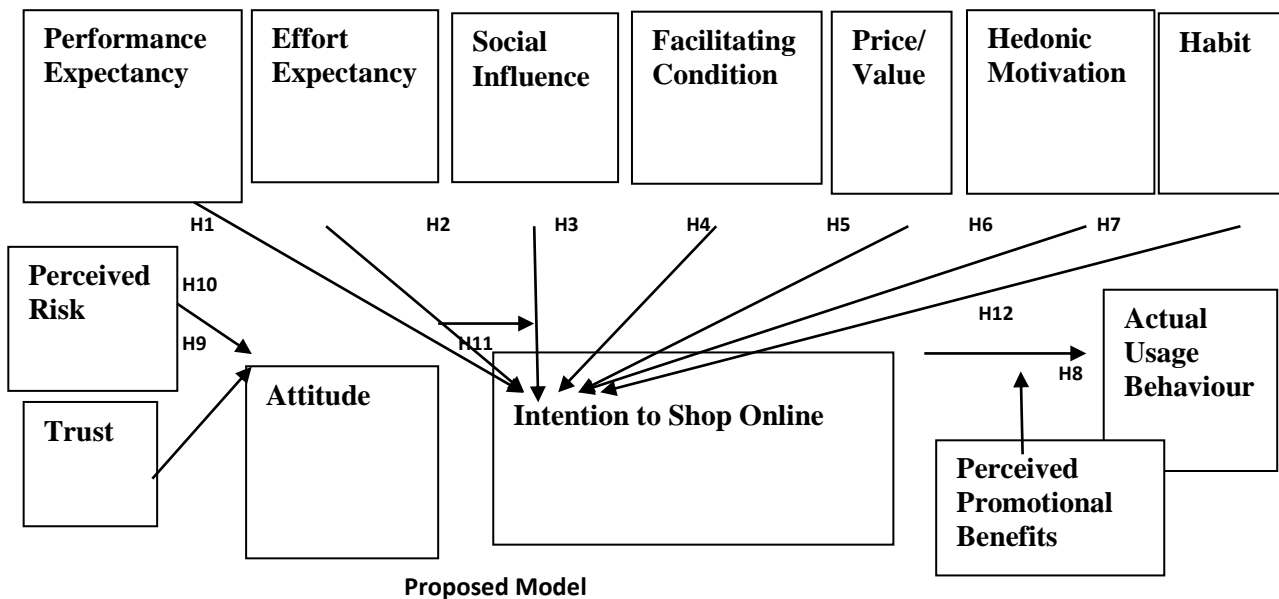 Performance
Expectancy
Effort
Expectancy
Social
Influence
Facilitating
Condition
Price/
Value
Hedonic
Motivation
Habit
H1
H2
H3
H4
H5
H6
H7
Perceived
Risk
H10
H9
H11
H12
Actual
Usage
Behaviour
H8
Trust
Attitude
Intention to Shop Online
Perceived
Promotional
Benefits
Proposed Model